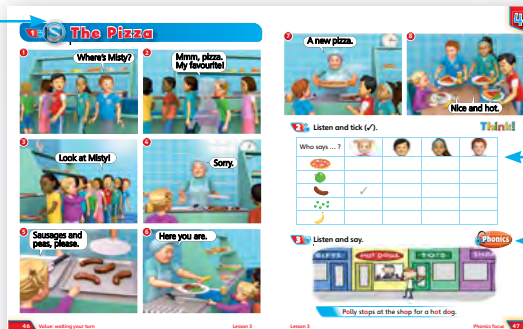 1 S The Pizza
1
Where's Misty?
2
Mmm, pizza.
My favourite!
3
Look at Misty!
4
Sorry.
5
Sausages and
peas, please.
6
Here you are.
46 Value: waiting your turn
Lesson 3
4
7
A new pizza.
8
Nice and hot.
2 Listen and tick (✓).
Think!
Who says ... ?
✓
3 Listen and say.
Phonics
GIFTS
HOT DOGS
TOYS
Polly stops at the shop for a hot dog.
Lesson 3
Phonics focus 47